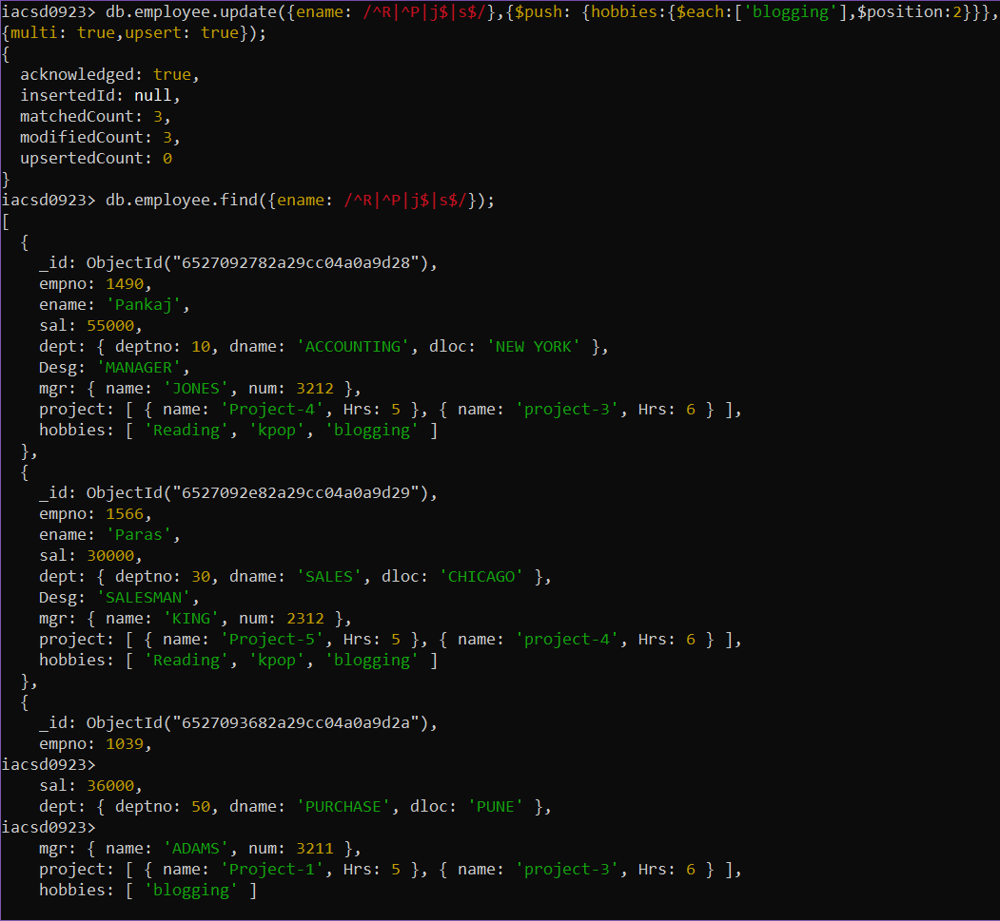 iacsd0923> db.employee.update({ename: /^R|^P|j$|s$/},{$push: {hobbies:{$each:['blogging'],$position:2}}},
{multi: true,upsert: true});
{
  acknowledged: true,
  insertedId: null,
  matchedCount: 3,
  modifiedCount: 3,
  upsertedCount: 0
}
iacsd0923> db.employee.find({ename: /^R|^P|j$|s$/});
[
  {
    _id: ObjectId("6527092782a29cc04a0a9d28"),
    empno: 1490,
    ename: 'Pankaj',
    sal: 55000,
    dept: { deptno: 10, dname: 'ACCOUNTING', dloc: 'NEW YORK' },
    Desg: 'MANAGER',
    mgr: { name: 'JONES', num: 3212 },
    project: [ { name: 'Project-4', Hrs: 5 }, { name: 'project-3', Hrs: 6 } ],
    hobbies: [ 'Reading', 'kpop', 'blogging' ]
  },
  {
    _id: ObjectId("6527092e82a29cc04a0a9d29"),
    empno: 1566,
    ename: 'Paras',
    sal: 30000,
    dept: { deptno: 30, dname: 'SALES', dloc: 'CHICAGO' },
    Desg: 'SALESMAN',
    mgr: { name: 'KING', num: 2312 },
    project: [ { name: 'Project-5', Hrs: 5 }, { name: 'project-4', Hrs: 6 } ],
    hobbies: [ 'Reading', 'kpop', 'blogging' ]
  },
  {
    _id: ObjectId("6527093682a29cc04a0a9d2a"),
    empno: 1039,
iacsd0923>
    sal: 36000,
    dept: { deptno: 50, dname: 'PURCHASE', dloc: 'PUNE' },
iacsd0923>
    mgr: { name: 'ADAMS', num: 3211 },
    project: [ { name: 'Project-1', Hrs: 5 }, { name: 'project-3', Hrs: 6 } ],
    hobbies: [ 'blogging' ]